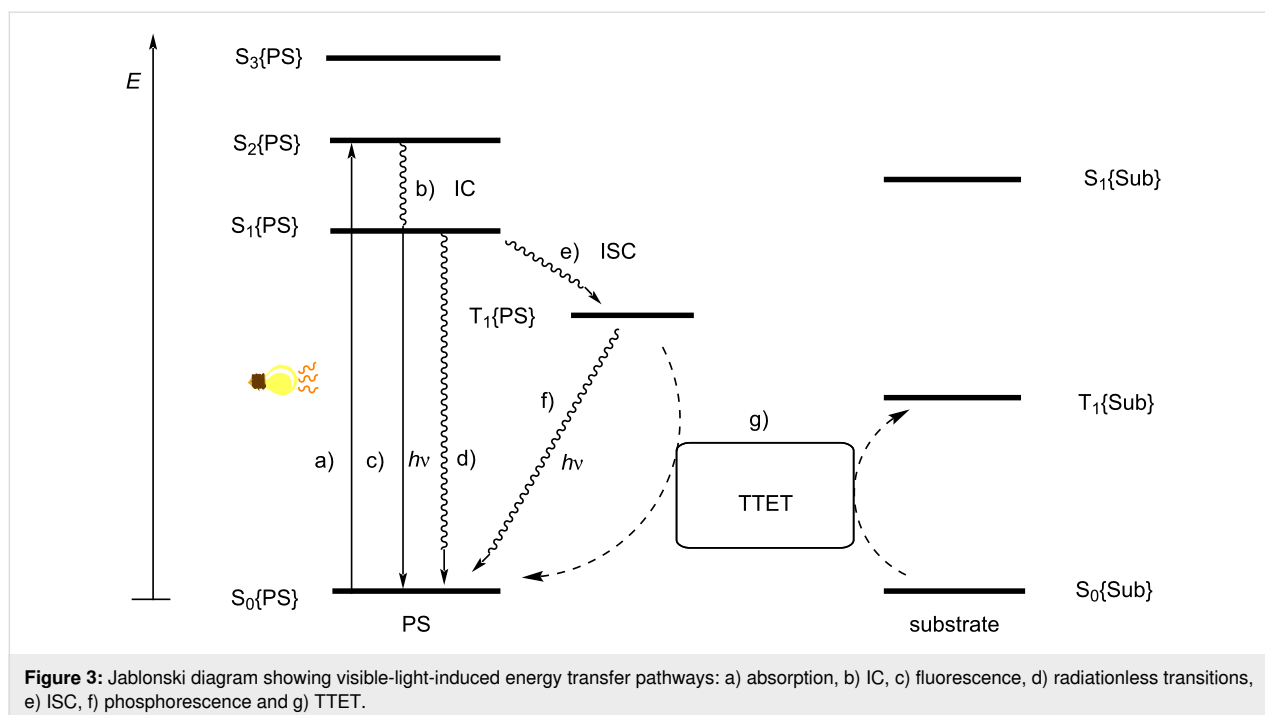 E
S₃{PS}
S₂{PS}
b) IC
S₁{Sub}
S₁{PS}
e) ISC
T₁{PS}
f)
T₁{Sub}
g)
a) c) hν d)
hν
TTET
S₀{PS}
S₀{Sub}
PS
substrate
Figure 3: Jablonski diagram showing visible-light-induced energy transfer pathways: a) absorption, b) IC, c) fluorescence, d) radiationless transitions,
e) ISC, f) phosphorescence and g) TTET.